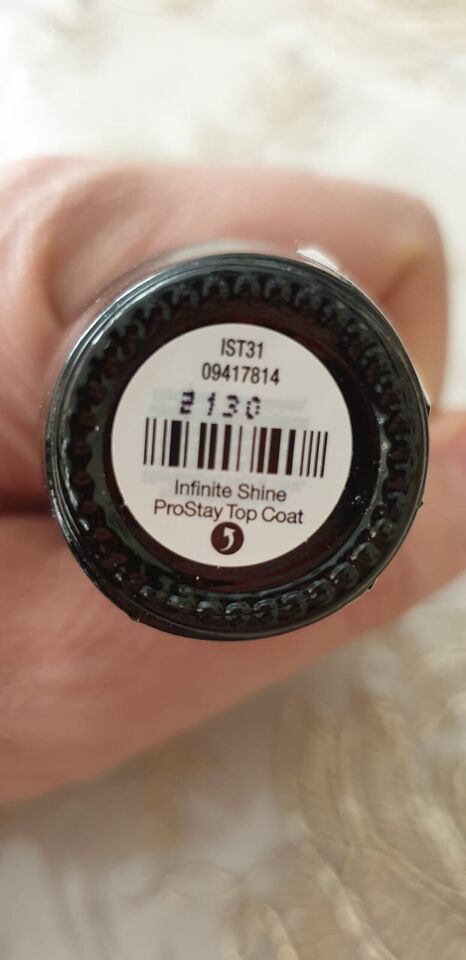 IST31
09417814
2130
Infinite Shine
ProStay Top Coat